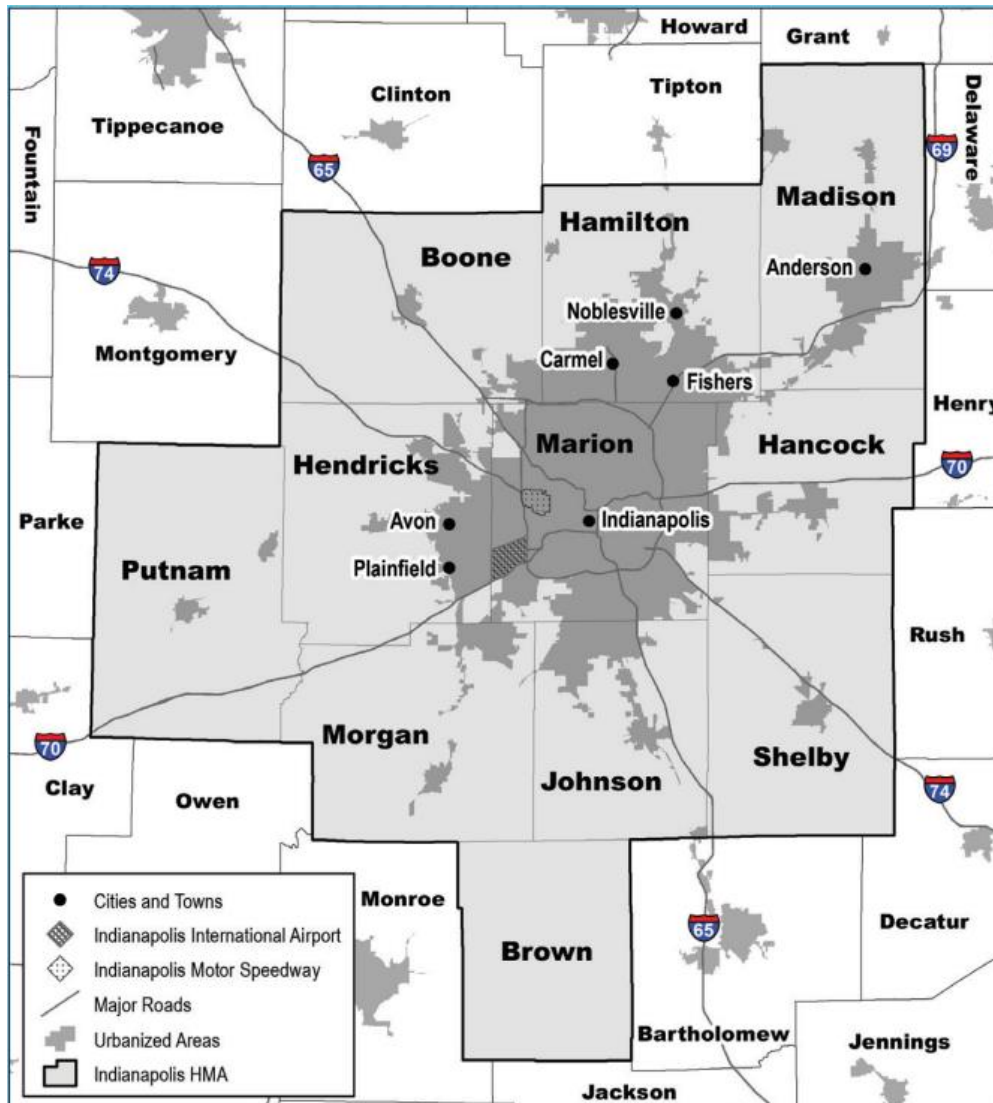 Howard
Grant
Tipton
Clinton
Delaware
Tippecanoe
Fountain
65
69
Madison
Hamilton
Boone
74
Anderson
Noblesville
Montgomery
Carmel
Fishers
Henry
Marion
Hancock
Hendricks
70
Parke
Avon
Indianapolis
Plainfield
Putnam
Rush
Morgan
70
Shelby
Johnson
Clay
74
Owen
Monroe
65
Decatur
Brown
Bartholomew
Jennings
Jackson
Cities and Towns
Indianapolis International Airport
Indianapolis Motor Speedway
Major Roads
Urbanized Areas
Indianapolis HMA